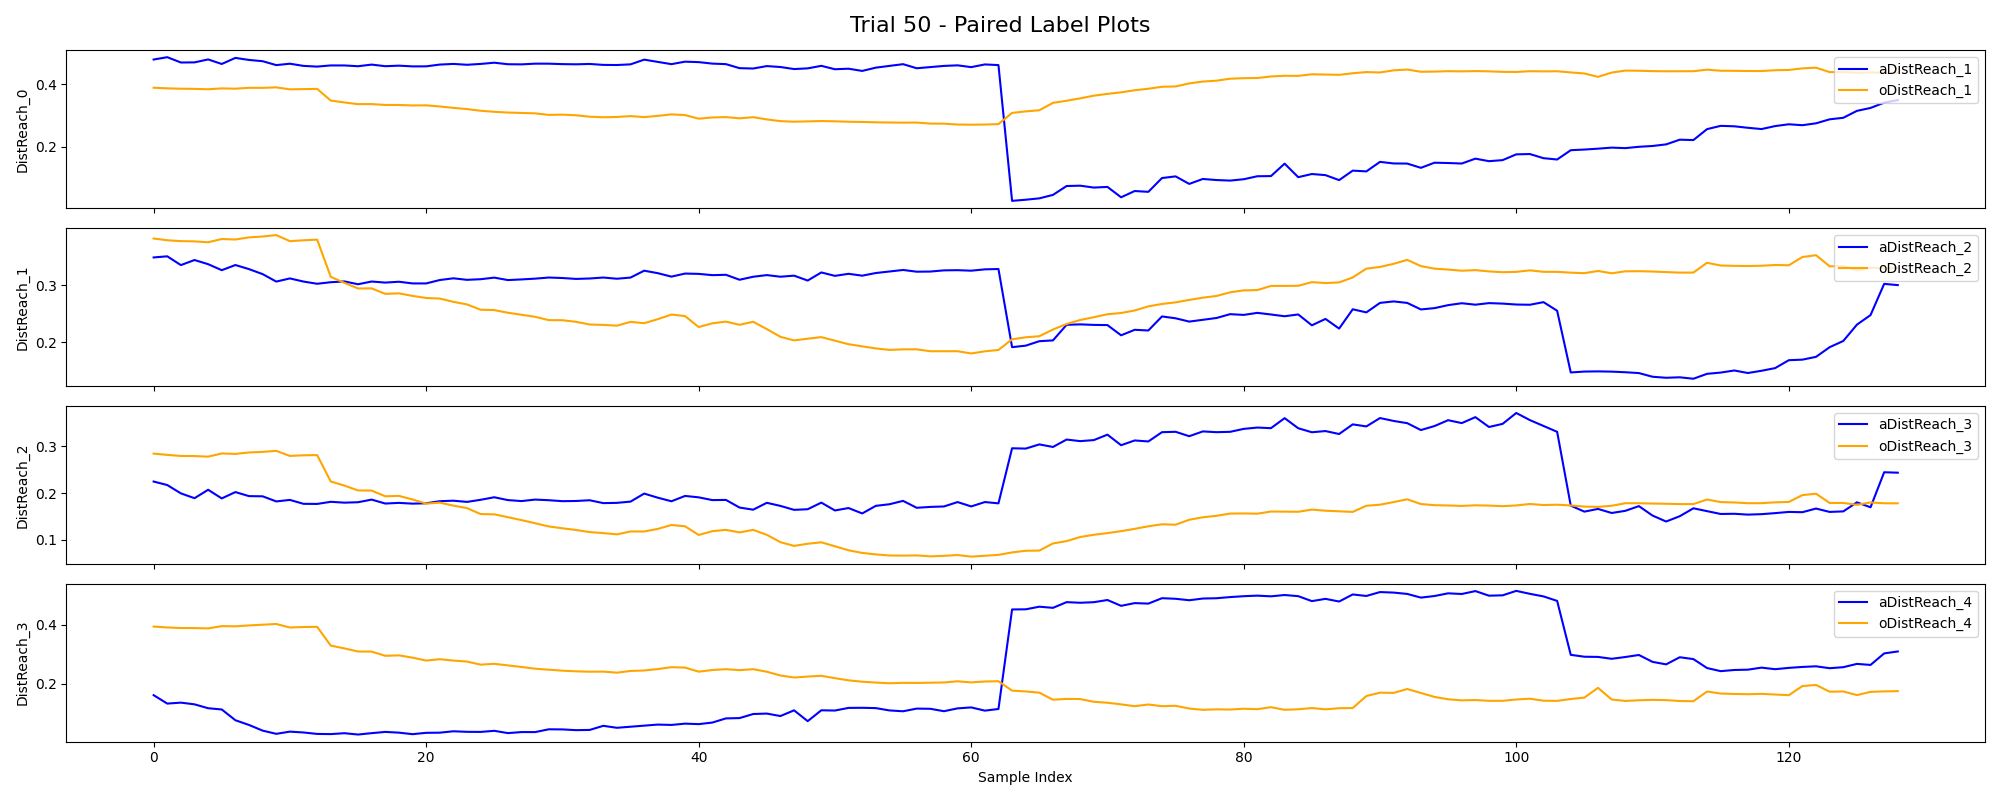 Trial 50 - Paired Label Plots
DistReach_0
0.4
0.2
aDistReach_1
oDistReach_1
DistReach_1
0.3
0.2
aDistReach_2
oDistReach_2
DistReach_2
0.3
0.2
0.1
aDistReach_3
oDistReach_3
DistReach_3
0.4
0.2
aDistReach_4
oDistReach_4
0 20 40 60 80 100 120
Sample Index